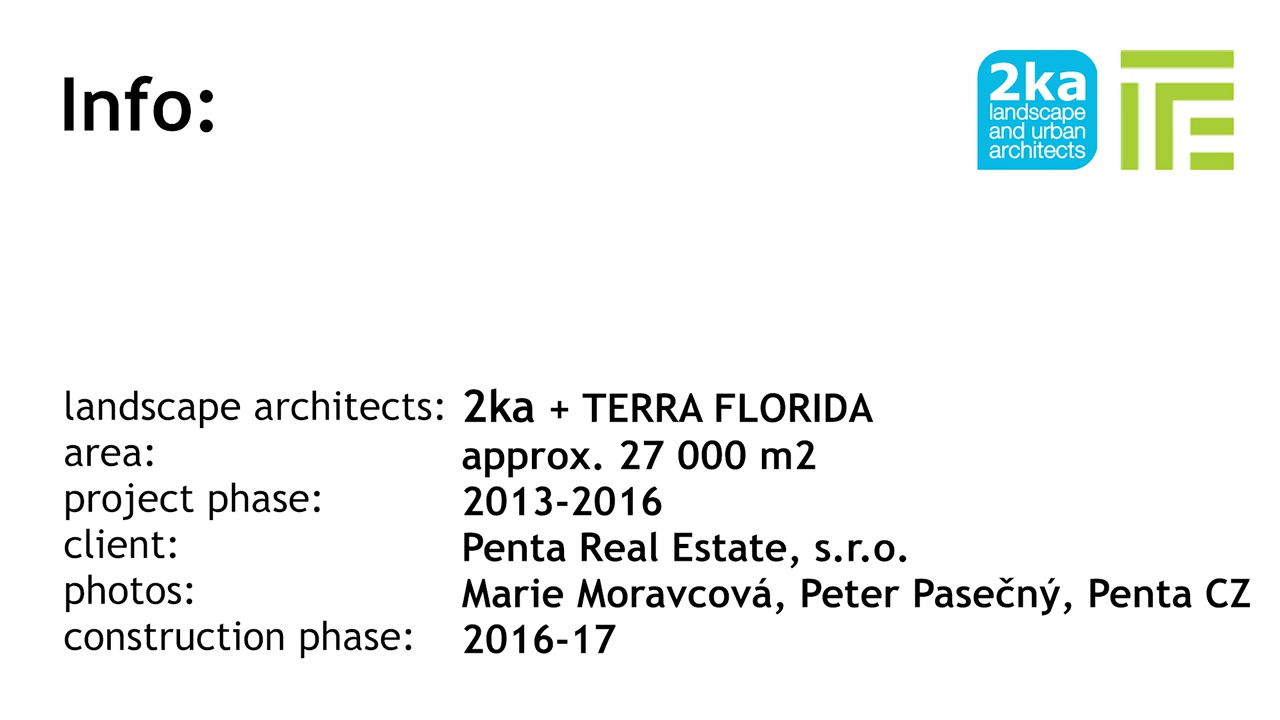 Info:
2ka
landscape
and urban
architects
landscape architects: 2ka + TERRA FLORIDA
area: approx. 27 000 m2
project phase: 2013-2016
client: Penta Real Estate, s.r.o.
photos: Marie Moravcová, Peter Pasečný, Penta CZ
construction phase: 2016-17